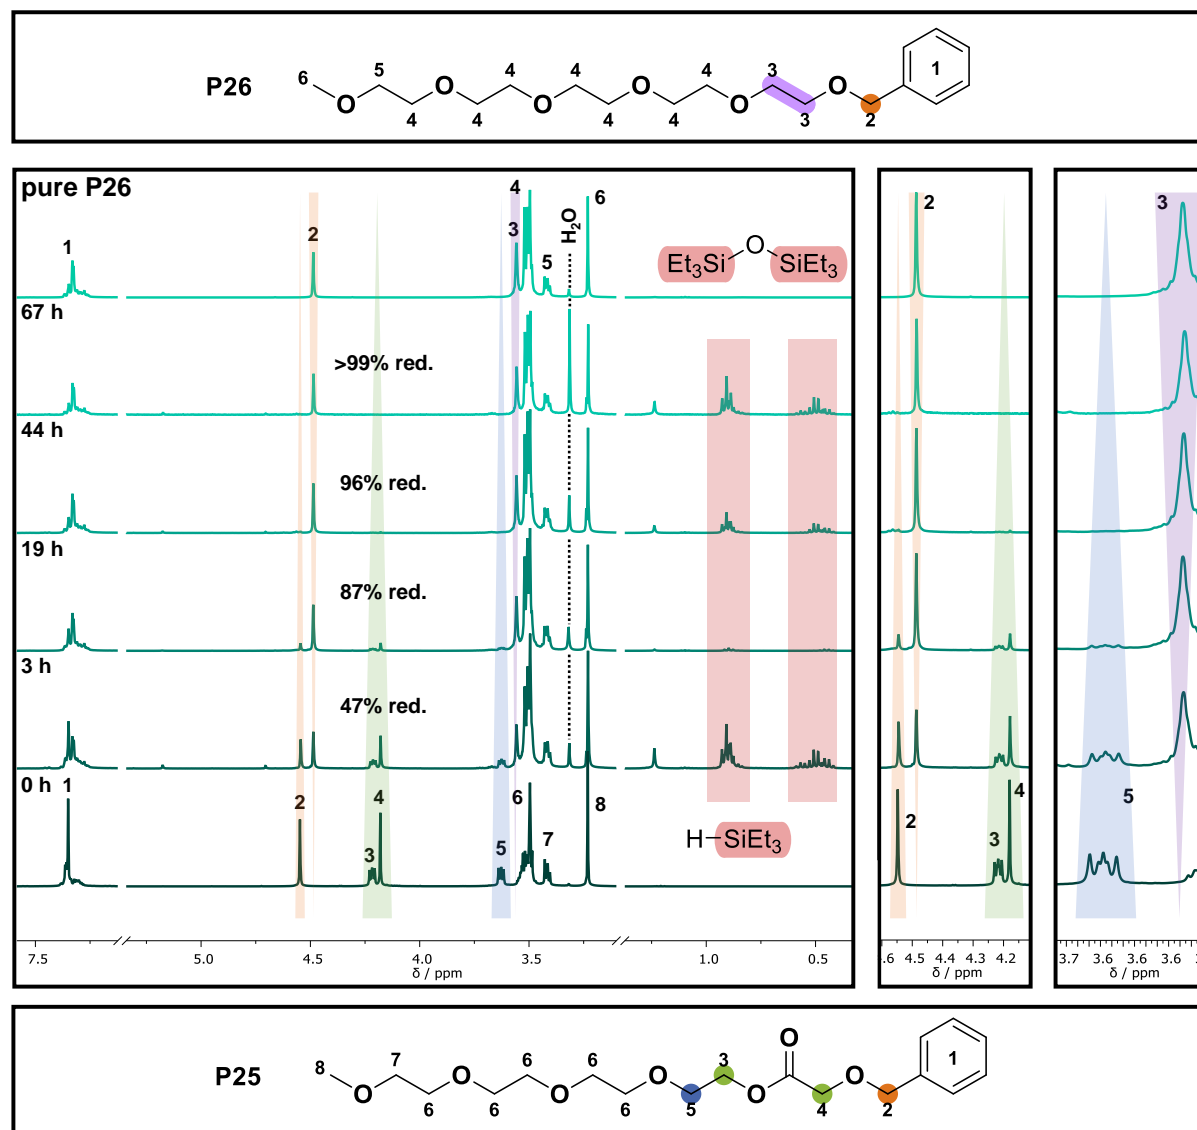 P26
6 5 4 4 4 3
O O O O O O
4 4 4 4 3 2
1
pure P26
1
2
3
4
5
H2O
6
Et3Si O SiEt3
67 h
>99% red.
44 h
96% red.
19 h
87% red.
3 h
47% red.
0 h
1
2
3
4
5
6
7
8
H SiEt3
7.5 5.0 4.5 4.0 3.5 1.0 0.5
δ / ppm
2
2
3
4
.6 4.5 4.4 4.3 4.2
δ / ppm
3
5
3.7 3.6 3.6 3.6
δ / ppm
P25
8 7 6 6 3 O
O O O O O O
6 6 6 5 4 2
1